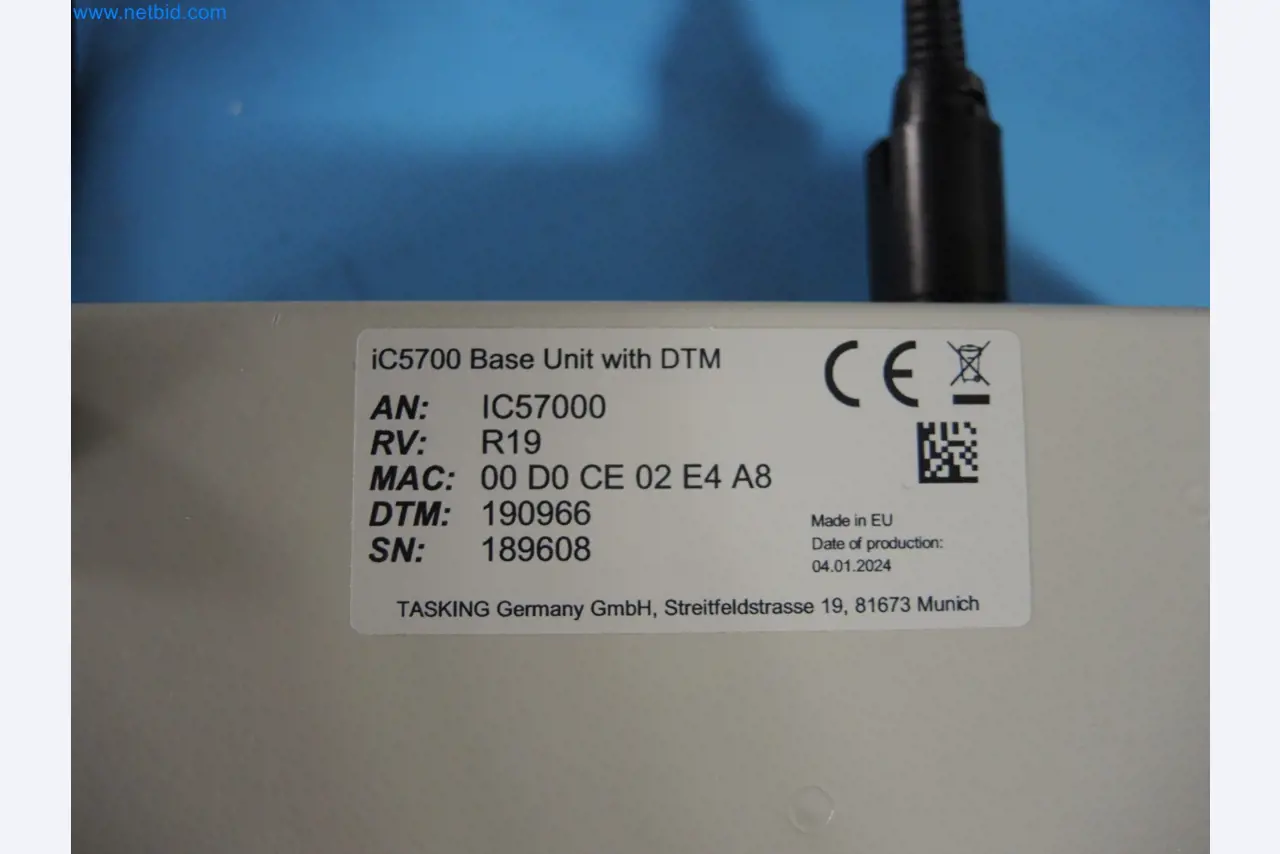 www.netbid.com
iC5700 Base Unit with DTM
AN: IC57000
RV: R19
MAC: 00 D0 CE 02 E4 A8
DTM: 190966
SN: 189608
Made in EU
Date of production:
04.01.2024
TASKING Germany GmbH, Streitfeldstrasse 19, 81673 Munich